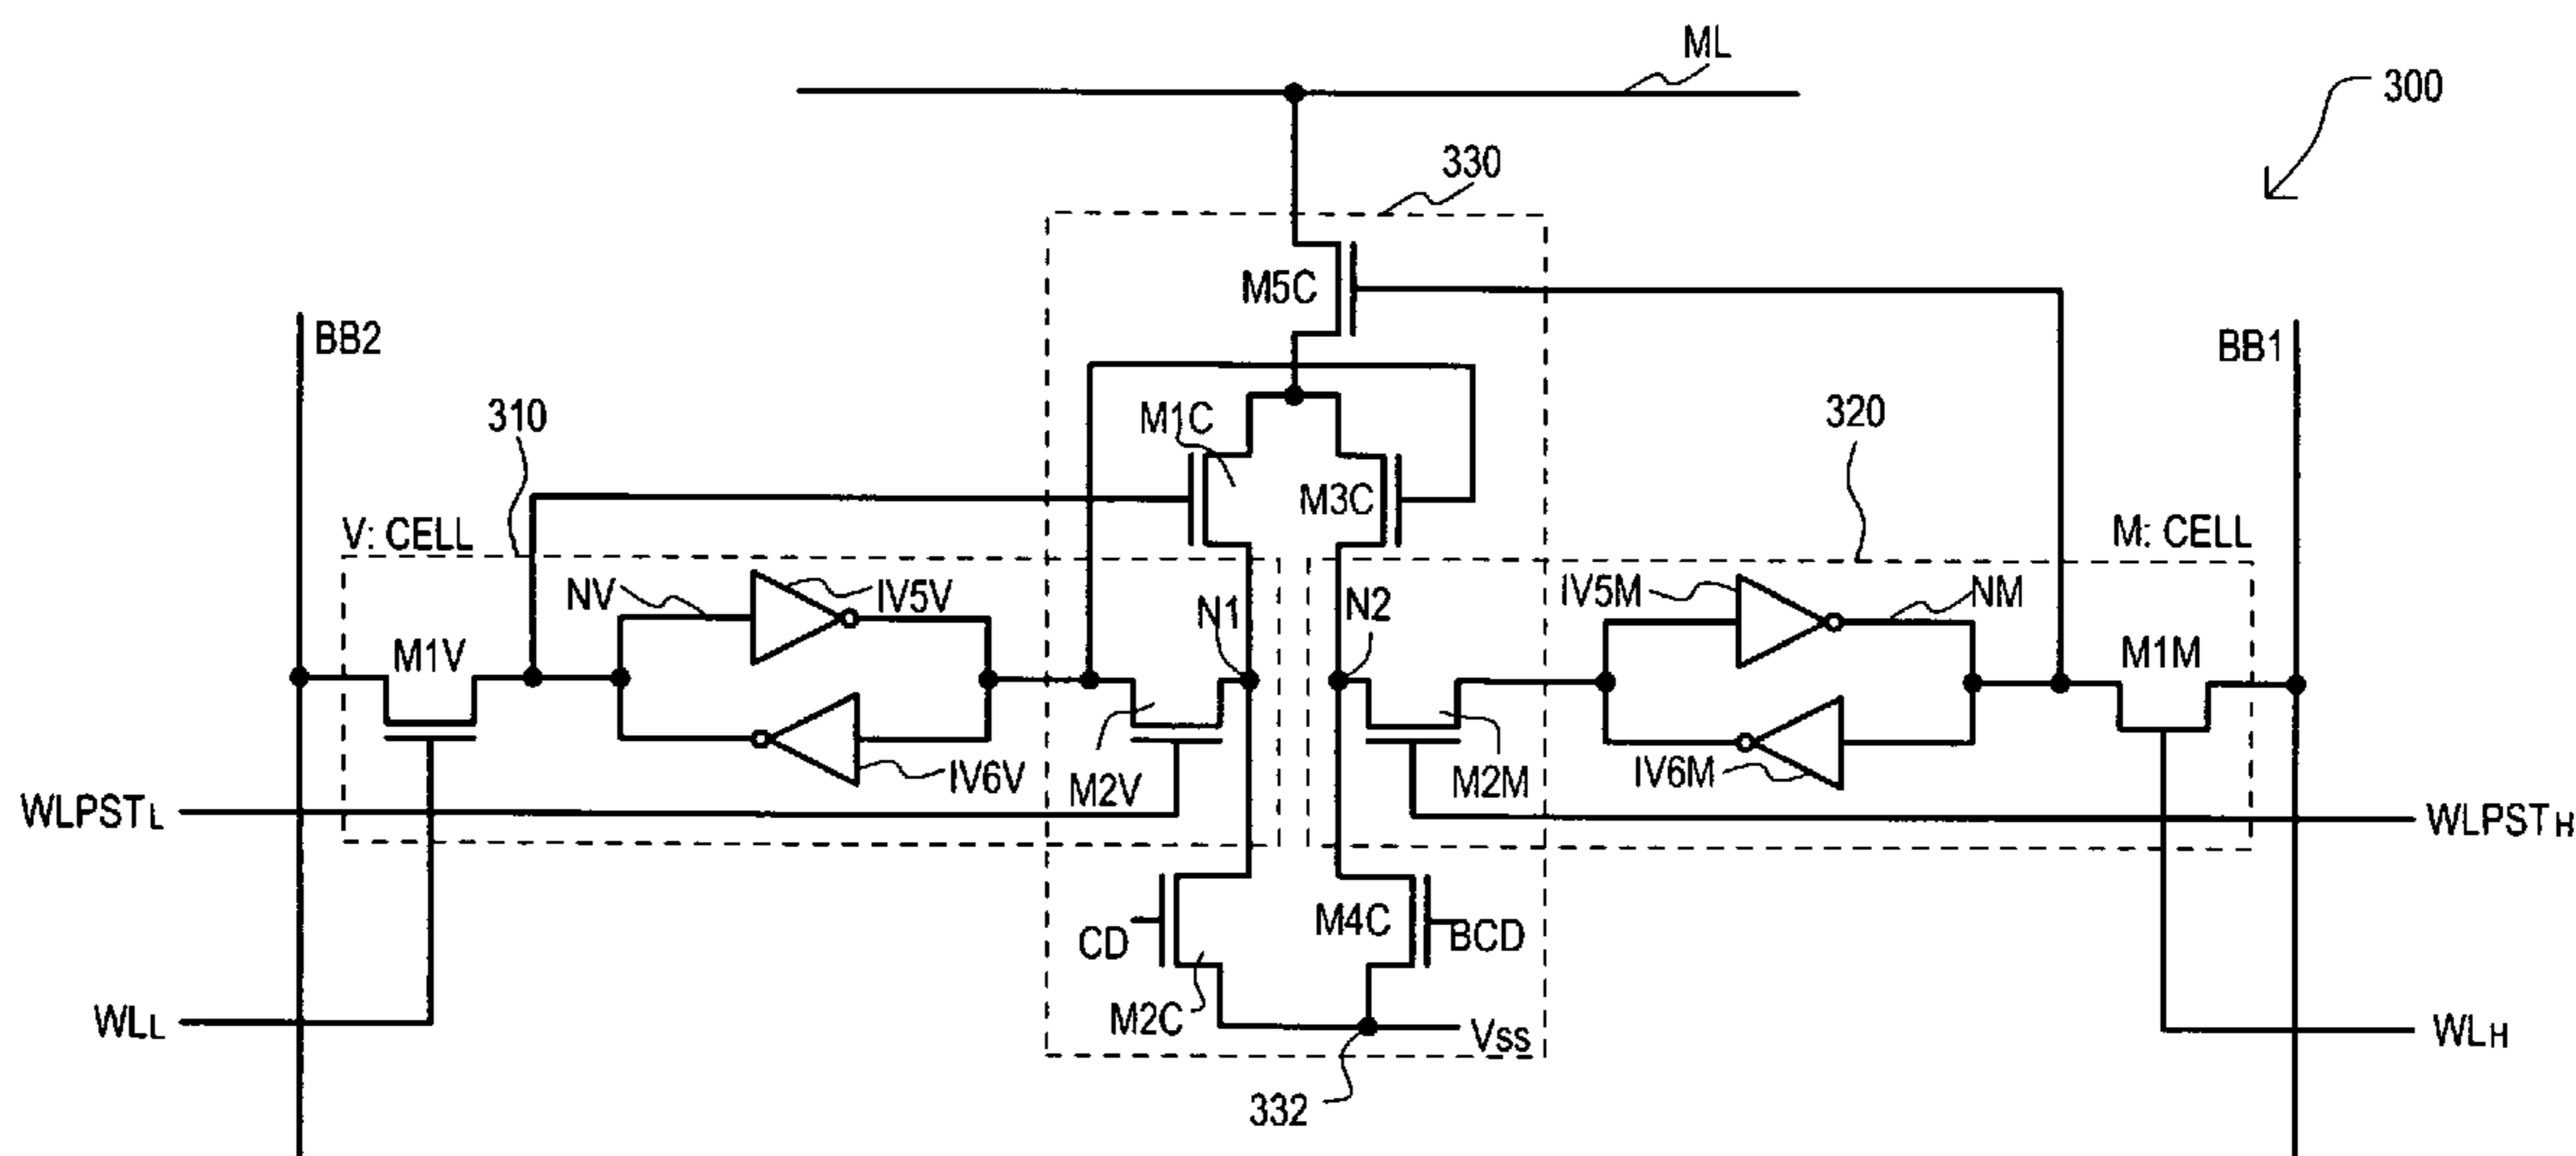 ML
300
330
M5C
BB2
BB1
310
M1C
320
M3C
V: CELL
M: CELL
NV
IV5V
N1
N2
IV5M
NM
M1V
M1M
M2V
IV6V
M2M
IV6M
WLPSTL
WLPSTH
CD
M4C
BCD
M2C
WLL
Vss
WLH
332